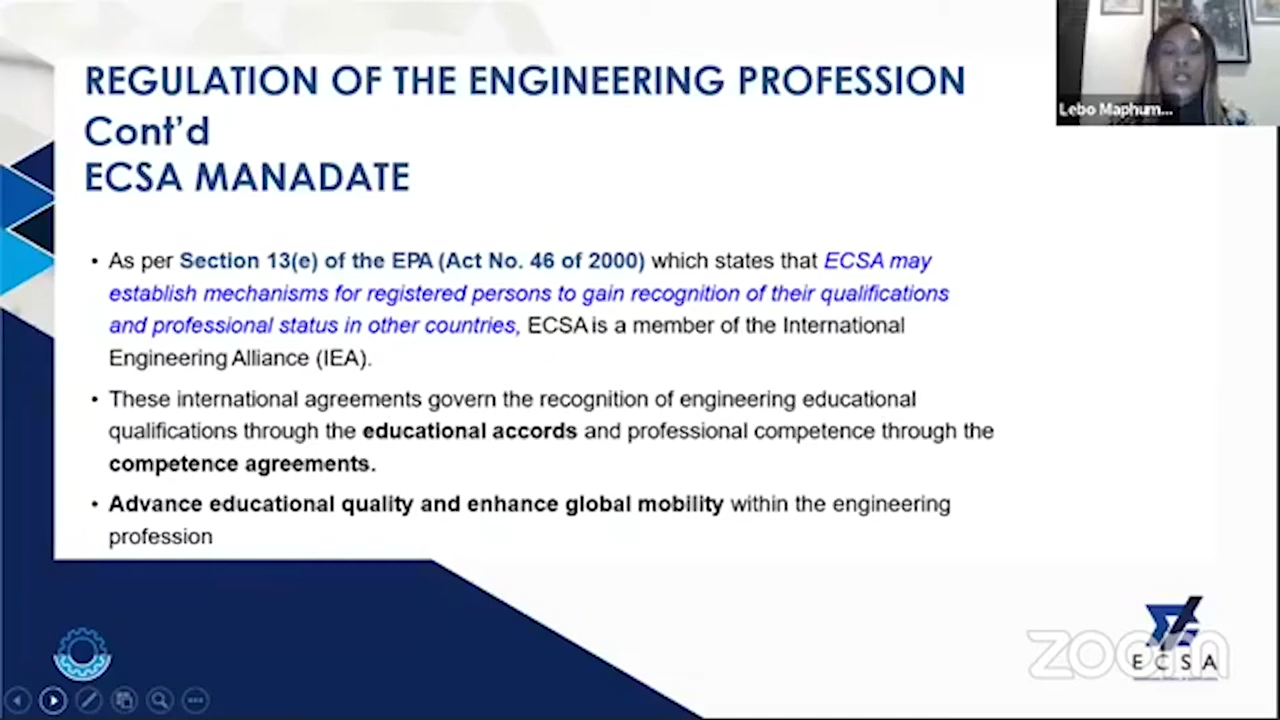 REGULATION OF THE ENGINEERING PROFESSION
Cont'd
ECSA MANADATE
Lebo Maphum...
• As per Section 13(e) of the EPA (Act No. 46 of 2000) which states that ECSA may
establish mechanisms for registered persons to gain recognition of their qualifications
and professional status in other countries, ECSA is a member of the International
Engineering Alliance (IEA).
• These international agreements govern the recognition of engineering educational
qualifications through the educational accords and professional competence through the
competence agreements.
• Advance educational quality and enhance global mobility within the engineering
profession
zoom
ECSA